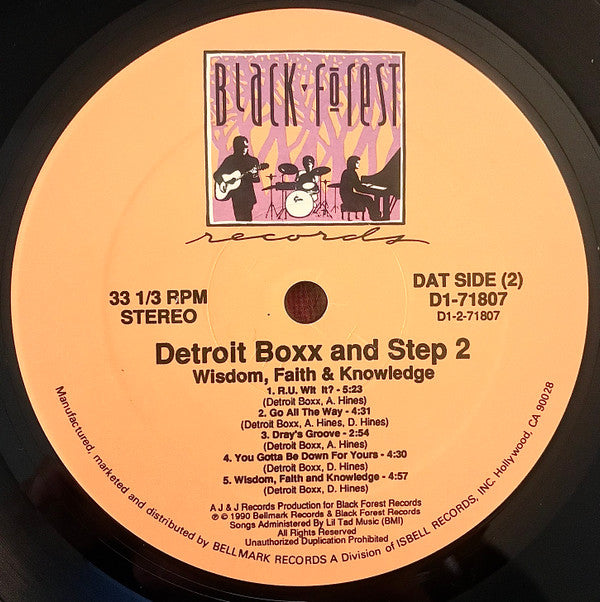 BLACK FOREST
records
33 1/3 RPM
STEREO
DAT SIDE (2)
D1-71807
D1-2-71807
Detroit Boxx and Step 2
Wisdom, Faith & Knowledge
1. R.U. Wit It? - 5:23
(Detroit Boxx, A. Hines)
2. Go All The Way - 4:31
(Detroit Boxx, A. Hines, D. Hines)
3. Dray's Groove - 2:54
(Detroit Boxx, A. Hines)
4. You Gotta Be Down For Yours - 4:30
(Detroit Boxx, D. Hines)
5. Wisdom, Faith and Knowledge - 4:57
(Detroit Boxx, D. Hines)
A J & J Records Production for Black Forest Records
℗ © 1990 Bellmark Records & Black Forest Records
Songs Administered By Lil Tad Music (BMI)
All Rights Reserved
Unauthorized Duplication Prohibited
Manufactured, marketed and distributed by BELLMARK RECORDS A Division of ISBELL RECORDS, INC. Hollywood, CA 90028